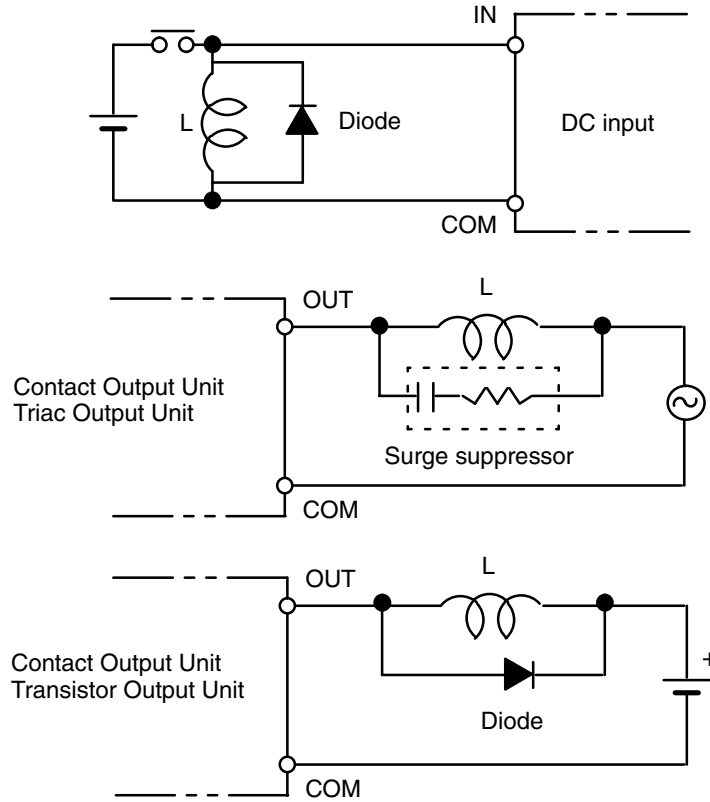 IN
L
Diode
DC input
COM
OUT
L
Contact Output Unit
Triac Output Unit
Surge suppressor
COM
OUT
L
Contact Output Unit
Transistor Output Unit
+
Diode
COM